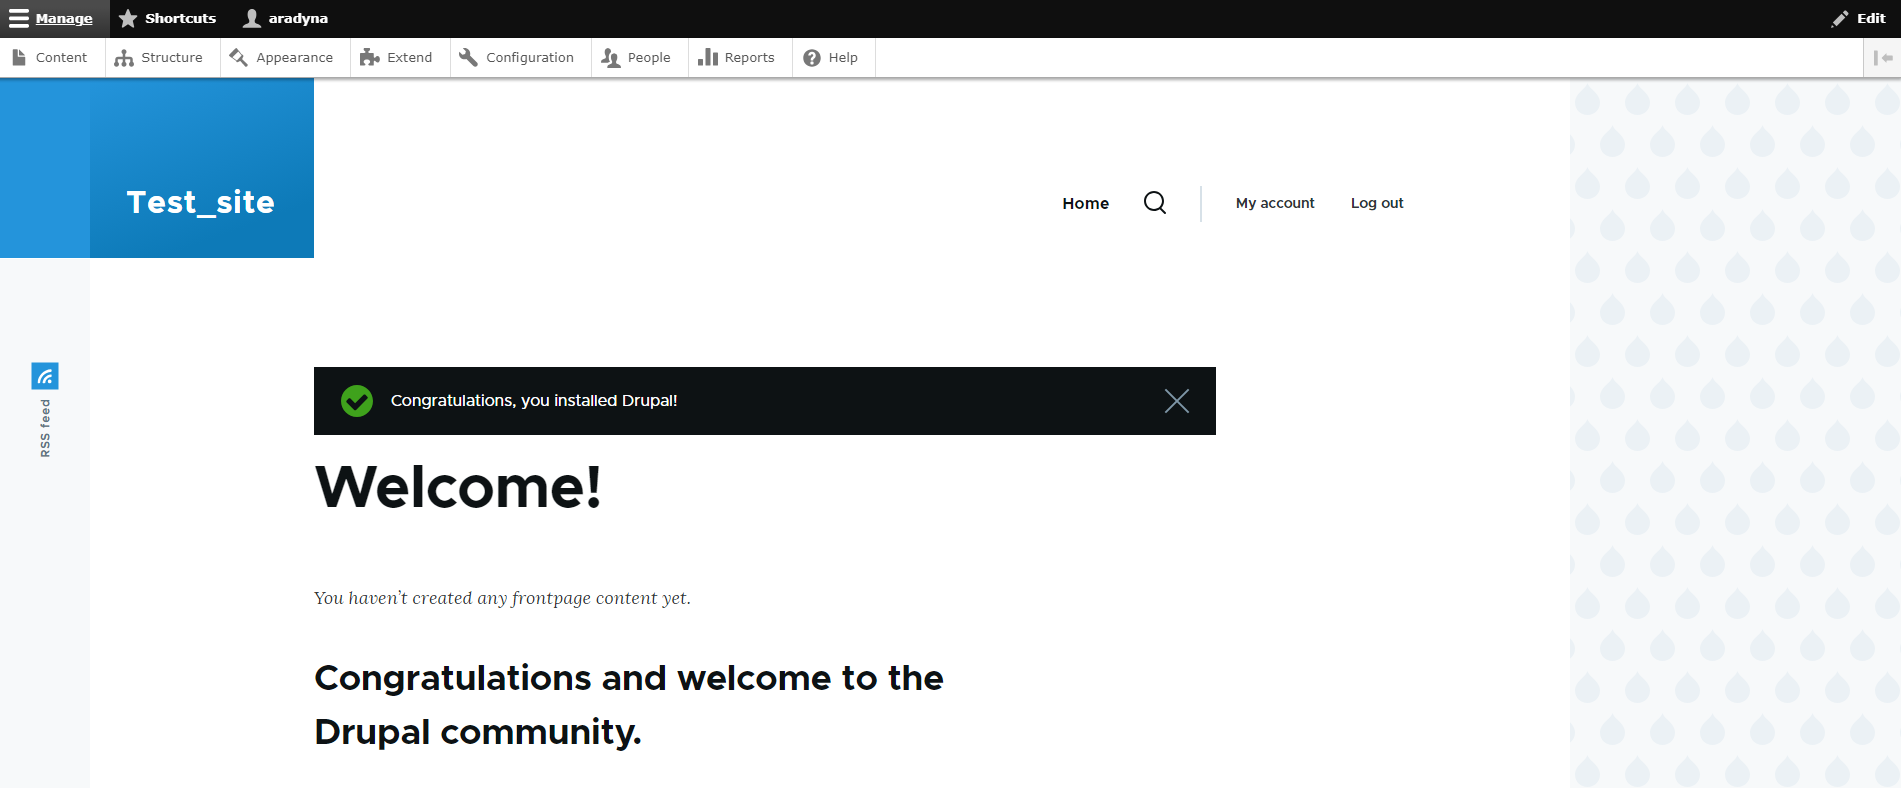 Manage Shortcuts aradyna Edit
Content Structure Appearance Extend Configuration People Reports Help
Test_site
Home My account Log out
RSS feed
Congratulations, you installed Drupal!
Welcome!
You haven’t created any frontpage content yet.
Congratulations and welcome to the
Drupal community.